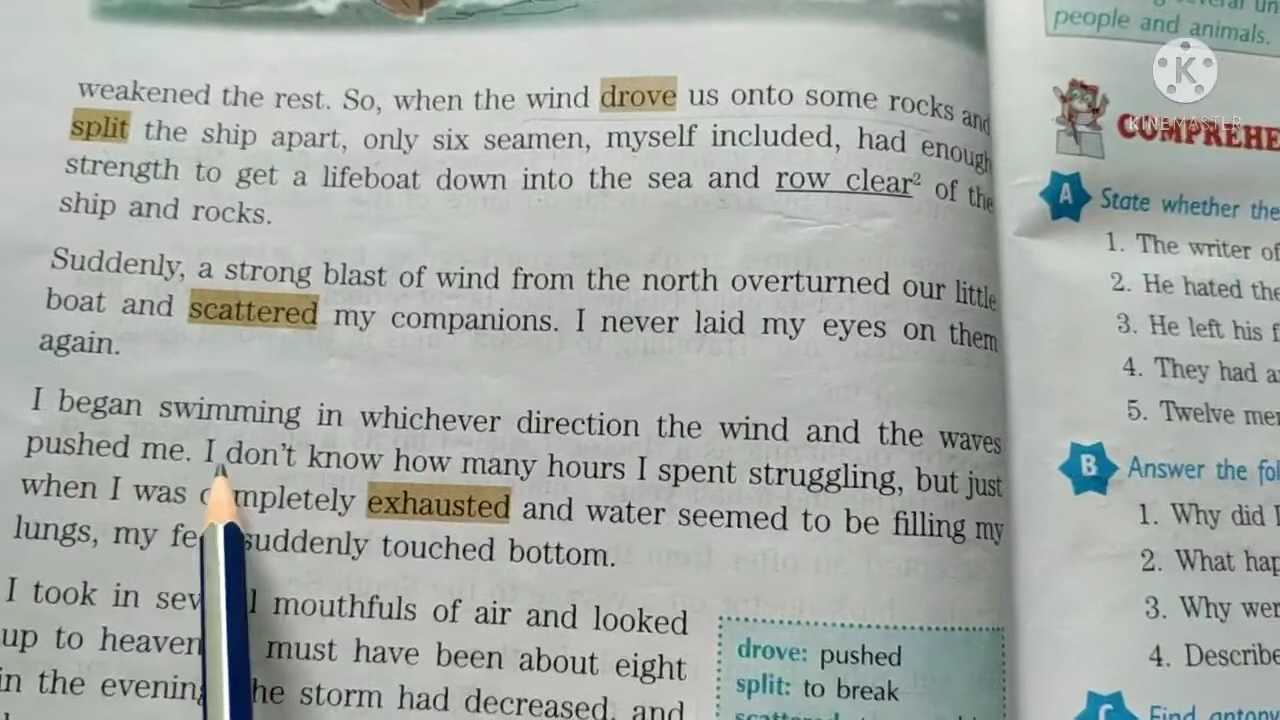 weakened the rest. So, when the wind drove us onto some rocks and
split the ship apart, only six seamen, myself included, had enough
strength to get a lifeboat down into the sea and row clear² of the
ship and rocks.
Suddenly, a strong blast of wind from the north overturned our little
boat and scattered my companions. I never laid my eyes on them
again.
I began swimming in whichever direction the wind and the waves
pushed me. I don't know how many hours I spent struggling, but just
when I was completely exhausted and water seemed to be filling my
lungs, my suddenly touched bottom.
I took in mouthfuls of air and looked
up to heaven must have been about eight
in the evening storm had decreased, and
drove: pushed
split: to break
people and animals.
K
KINEMASTER
COMPREHE
A State whether the
1. The writer of
2. He hated the
3. He left his f
4. They had a
5. Twelve me
B Answer the fol
1. Why did I
2. What hap
3. Why wer
4. Describe
C Find antony